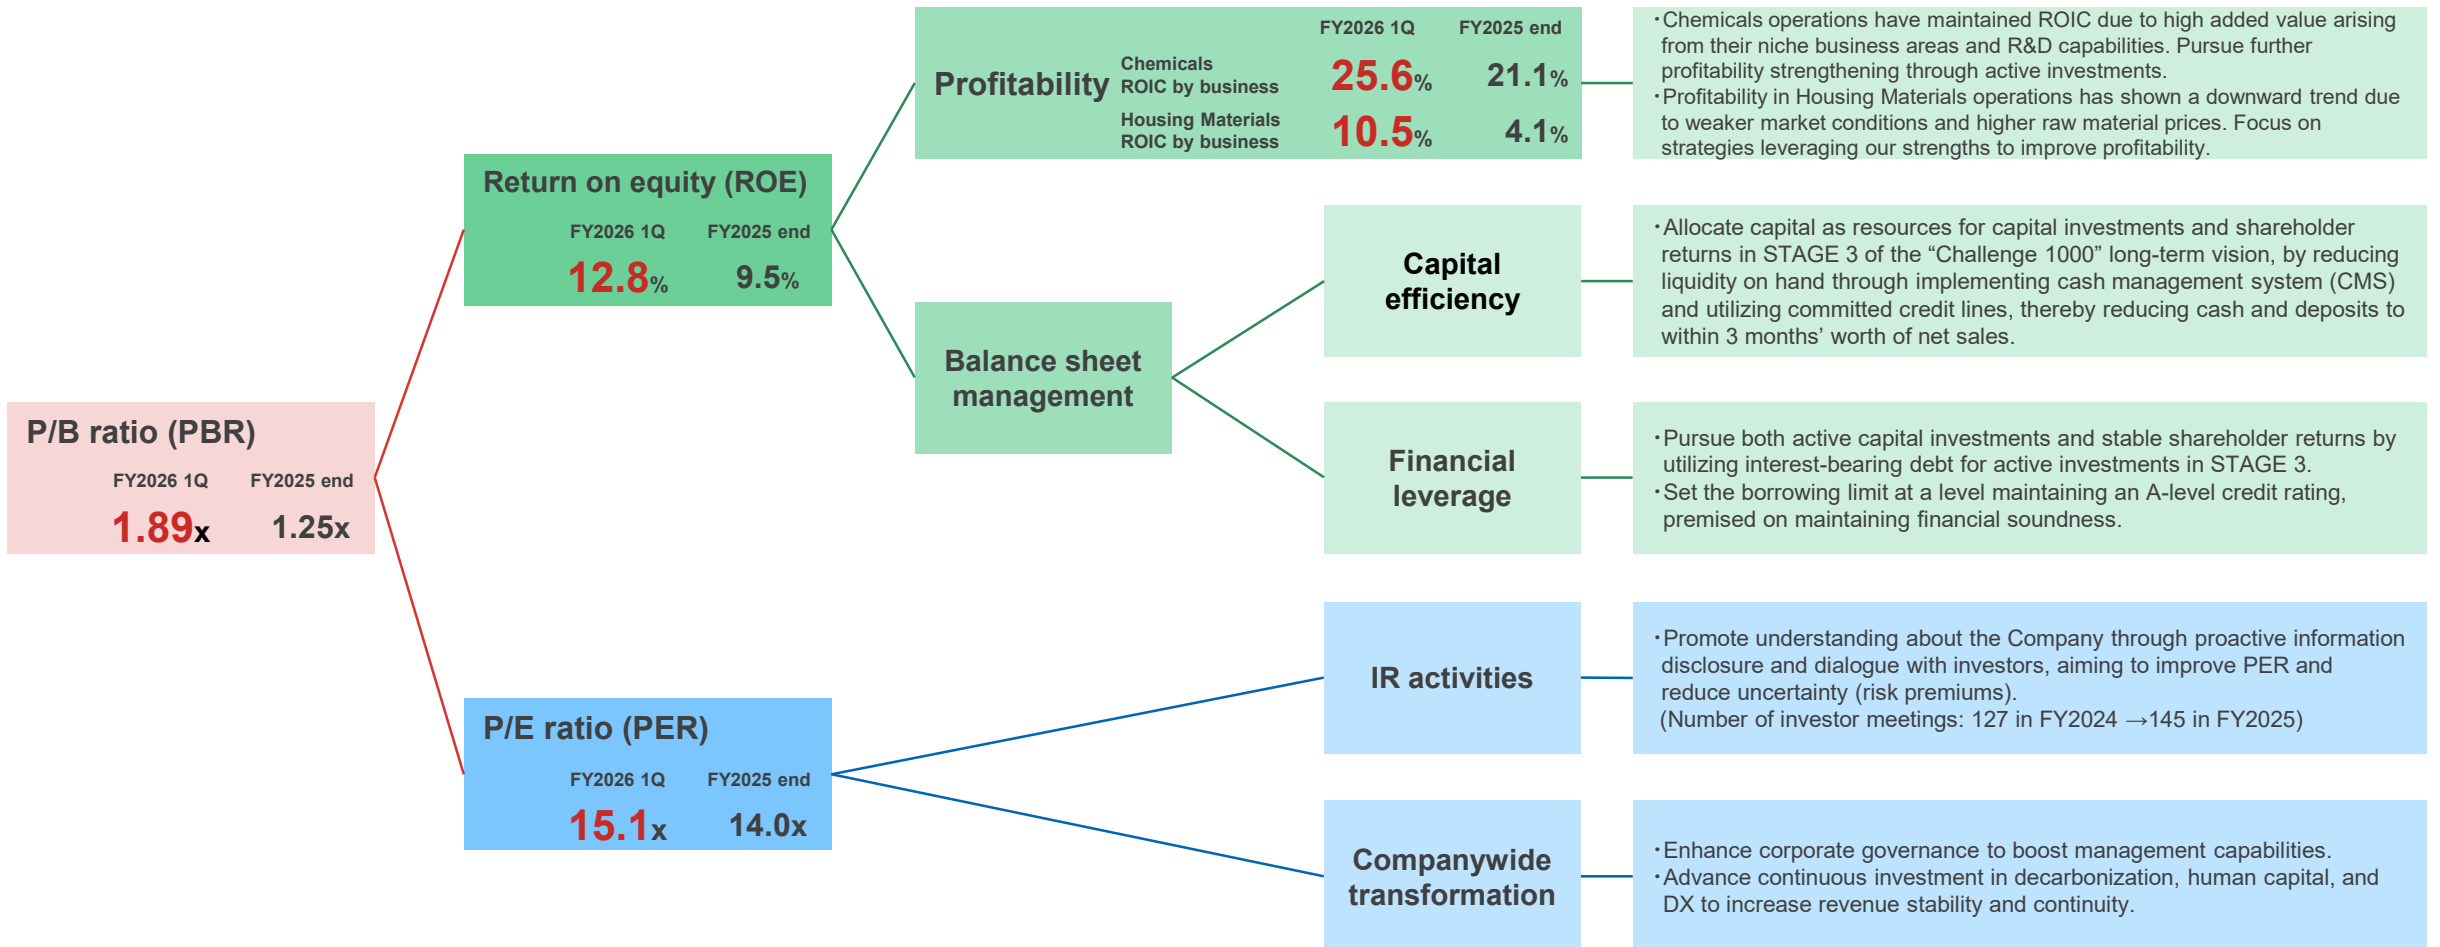 P/B ratio (PBR)
FY2026 1Q FY2025 end
1.89x 1.25x
Return on equity (ROE)
FY2026 1Q FY2025 end
12.8% 9.5%
Profitability
FY2026 1Q FY2025 end
Chemicals
ROIC by business
25.6% 21.1%
Housing Materials
ROIC by business
10.5% 4.1%
・Chemicals operations have maintained ROIC due to high added value arising
from their niche business areas and R&D capabilities. Pursue further
profitability strengthening through active investments.
・Profitability in Housing Materials operations has shown a downward trend due
to weaker market conditions and higher raw material prices. Focus on
strategies leveraging our strengths to improve profitability.
Balance sheet
management
Capital
efficiency
・Allocate capital as resources for capital investments and shareholder
returns in STAGE 3 of the “Challenge 1000” long-term vision, by reducing
liquidity on hand through implementing cash management system (CMS)
and utilizing committed credit lines, thereby reducing cash and deposits to
within 3 months’ worth of net sales.
Financial
leverage
・Pursue both active capital investments and stable shareholder returns by
utilizing interest-bearing debt for active investments in STAGE 3.
・Set the borrowing limit at a level maintaining an A-level credit rating,
premised on maintaining financial soundness.
P/E ratio (PER)
FY2026 1Q FY2025 end
15.1x 14.0x
IR activities
・Promote understanding about the Company through proactive information
disclosure and dialogue with investors, aiming to improve PER and
reduce uncertainty (risk premiums).
(Number of investor meetings: 127 in FY2024 →145 in FY2025)
Companywide
transformation
・Enhance corporate governance to boost management capabilities.
・Advance continuous investment in decarbonization, human capital, and
DX to increase revenue stability and continuity.